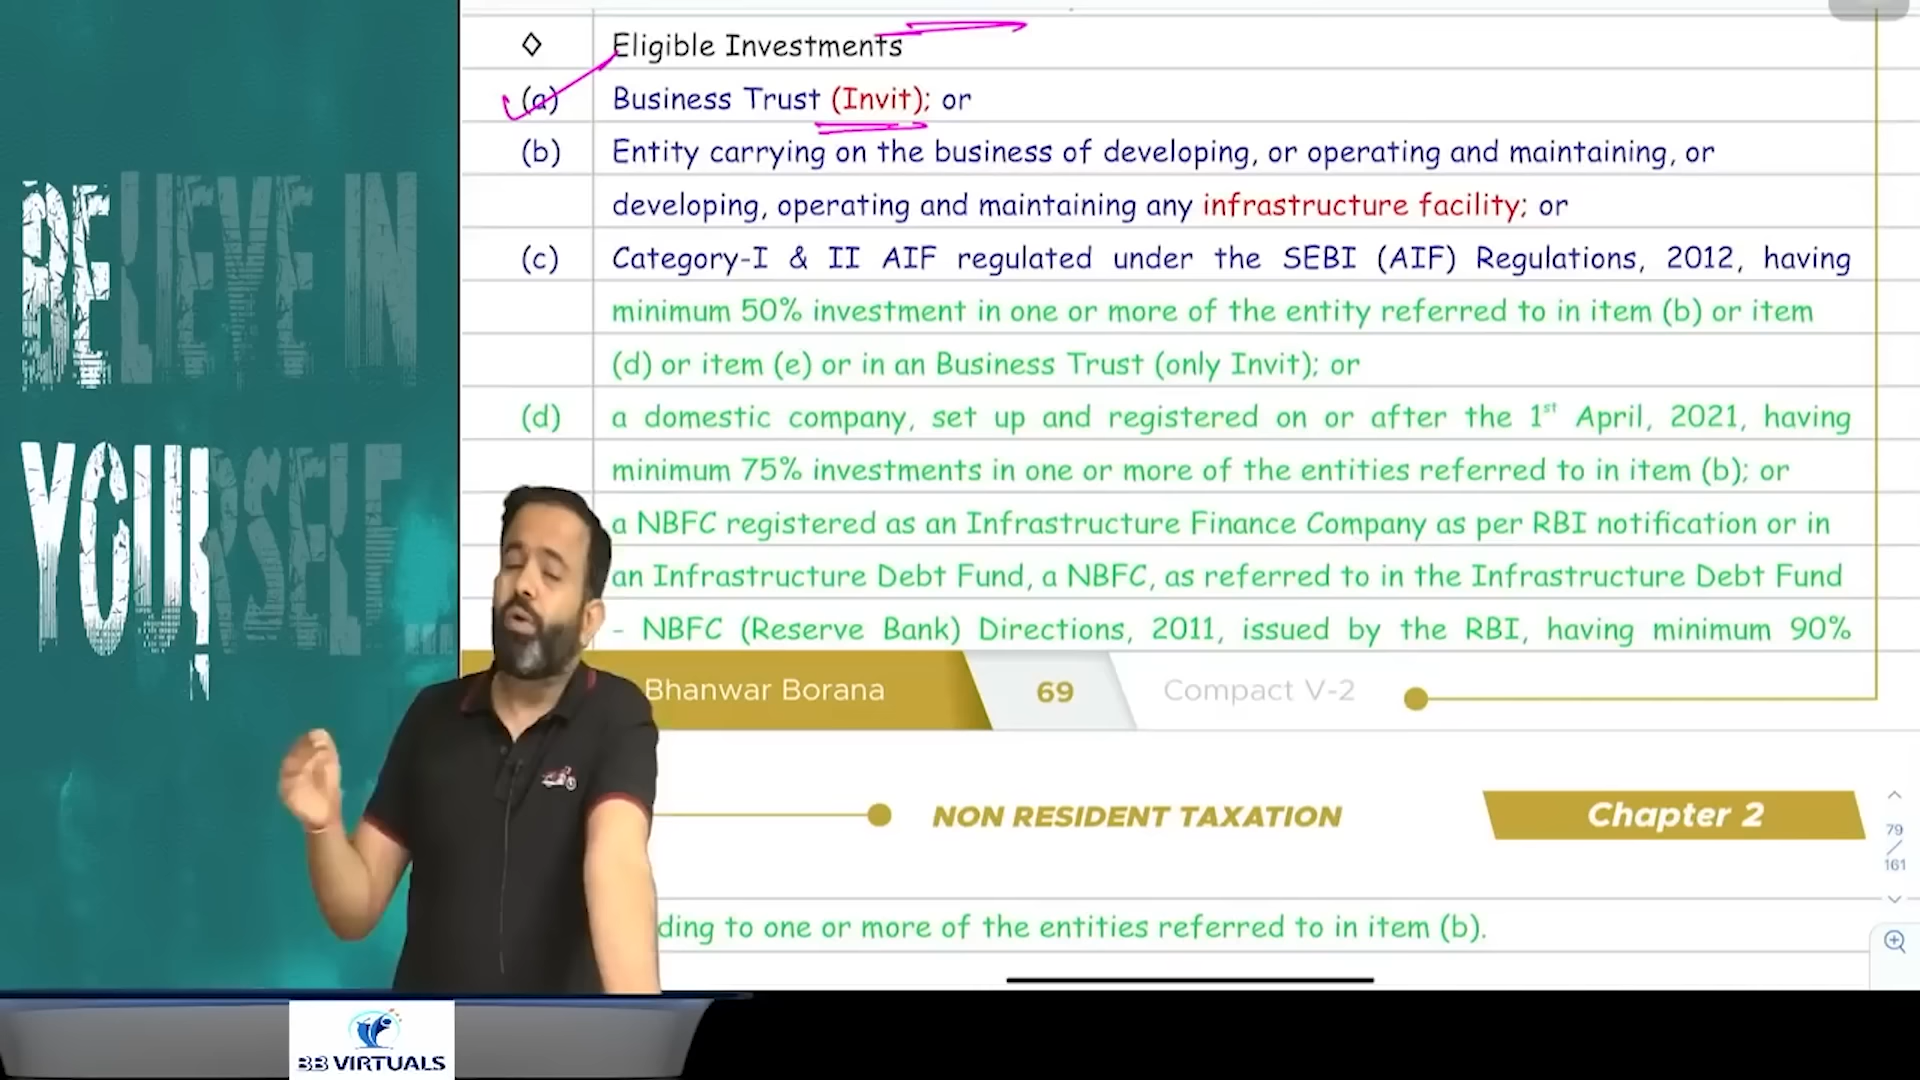 BELIEVE IN
YOURSELF...
◇ Eligible Investments
(a) Business Trust (Invit); or
(b) Entity carrying on the business of developing, or operating and maintaining, or
developing, operating and maintaining any infrastructure facility; or
(c) Category-I & II AIF regulated under the SEBI (AIF) Regulations, 2012, having
minimum 50% investment in one or more of the entity referred to in item (b) or item
(d) or item (e) or in an Business Trust (only Invit); or
(d) a domestic company, set up and registered on or after the 1st April, 2021, having
minimum 75% investments in one or more of the entities referred to in item (b); or
a NBFC registered as an Infrastructure Finance Company as per RBI notification or in
an Infrastructure Debt Fund, a NBFC, as referred to in the Infrastructure Debt Fund
- NBFC (Reserve Bank) Directions, 2011, issued by the RBI, having minimum 90%
Bhanwar Borana 69 Compact V-2
NON RESIDENT TAXATION Chapter 2
79
/
161
ding to one or more of the entities referred to in item (b).
BB VIRTUALS